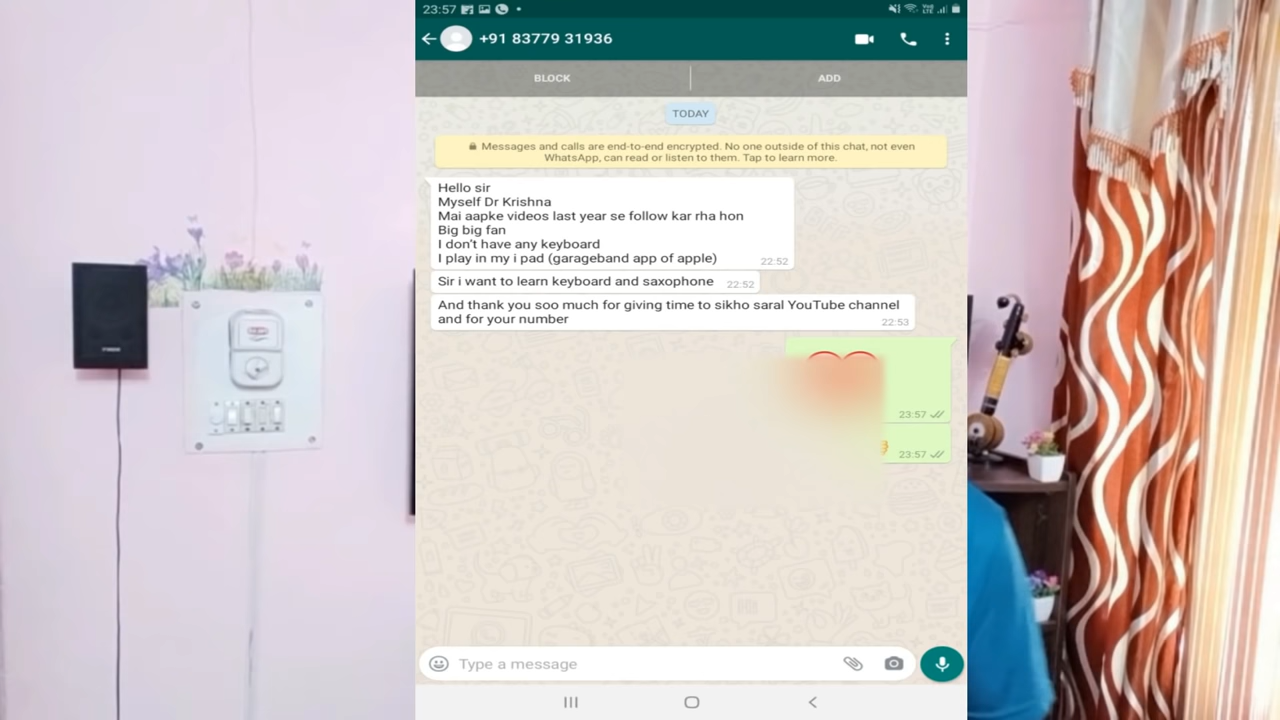 23:57
+91 83779 31936
BLOCK
ADD
TODAY
Messages and calls are end-to-end encrypted. No one outside of this chat, not even
WhatsApp, can read or listen to them. Tap to learn more.
Hello sir
Myself Dr Krishna
Mai aapke videos last year se follow kar rha hon
Big big fan
I don't have any keyboard
I play in my i pad (garageband app of apple)
22:52
Sir i want to learn keyboard and saxophone
22:52
And thank you soo much for giving time to sikho saral YouTube channel
and for your number
22:53
23:57
23:57
Type a message